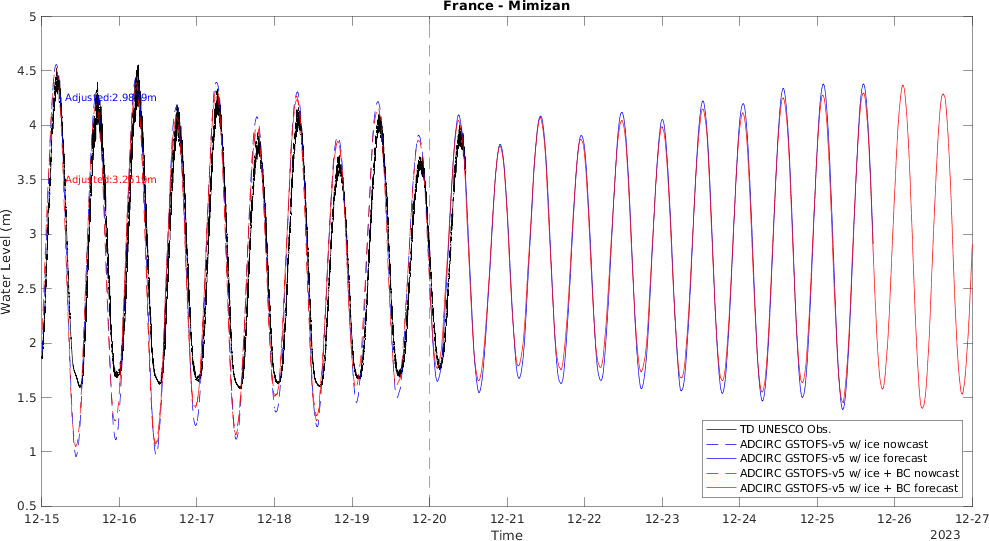 France - Mimizan
Water Level (m)
5
4.5
4
3.5
3
2.5
2
1.5
1
0.5
m
m
TD UNESCO Obs.
ADCIRC GSTOFS-v5 w/ ice nowcast
ADCIRC GSTOFS-v5 w/ ice forecast
ADCIRC GSTOFS-v5 w/ ice + BC nowcast
ADCIRC GSTOFS-v5 w/ ice + BC forecast
12-15
12-16
12-17
12-18
12-19
12-20
12-21
12-22
12-23
12-24
12-25
12-26
12-27
Time
2023